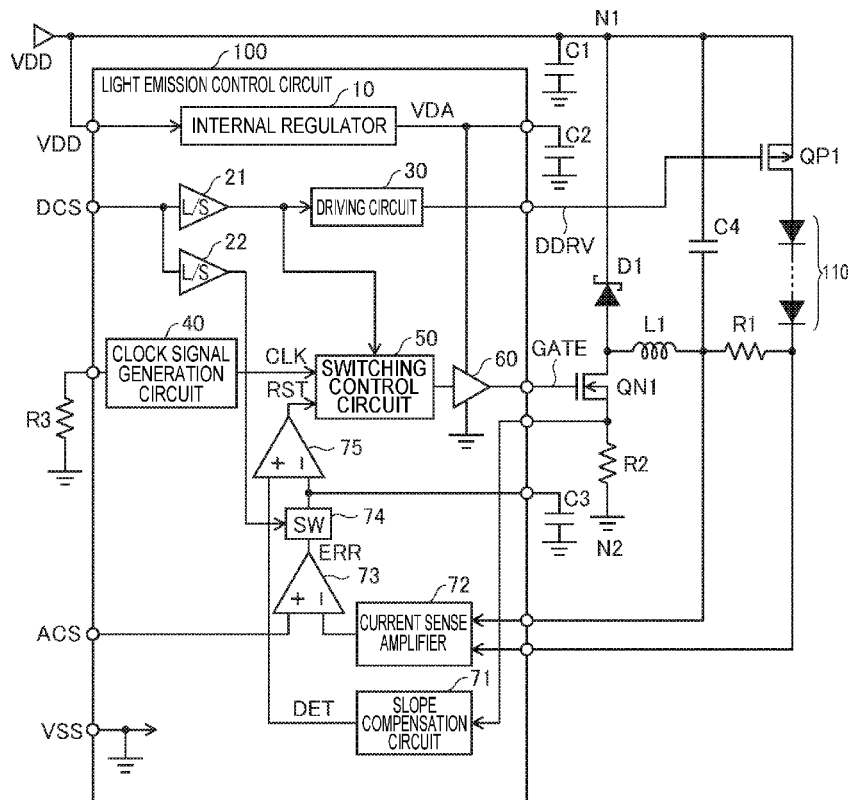 N1
VDD
100
C1
LIGHT EMISSION CONTROL CIRCUIT
10
VDA
INTERNAL REGULATOR
VDD
C2
QP1
21
30
DCS
L/S
DRIVING CIRCUIT
22
DDRV
C4
L/S
D1
110
40
50
L1
R1
CLOCK SIGNAL
GENERATION
CIRCUIT
CLK
SWITCHING
CONTROL
CIRCUIT
60
GATE
RST
QN1
R3
75
+ −
R2
C3
SW
74
N2
ERR
73
+ −
72
CURRENT SENSE
AMPLIFIER
ACS
71
DET
SLOPE
COMPENSATION
CIRCUIT
VSS